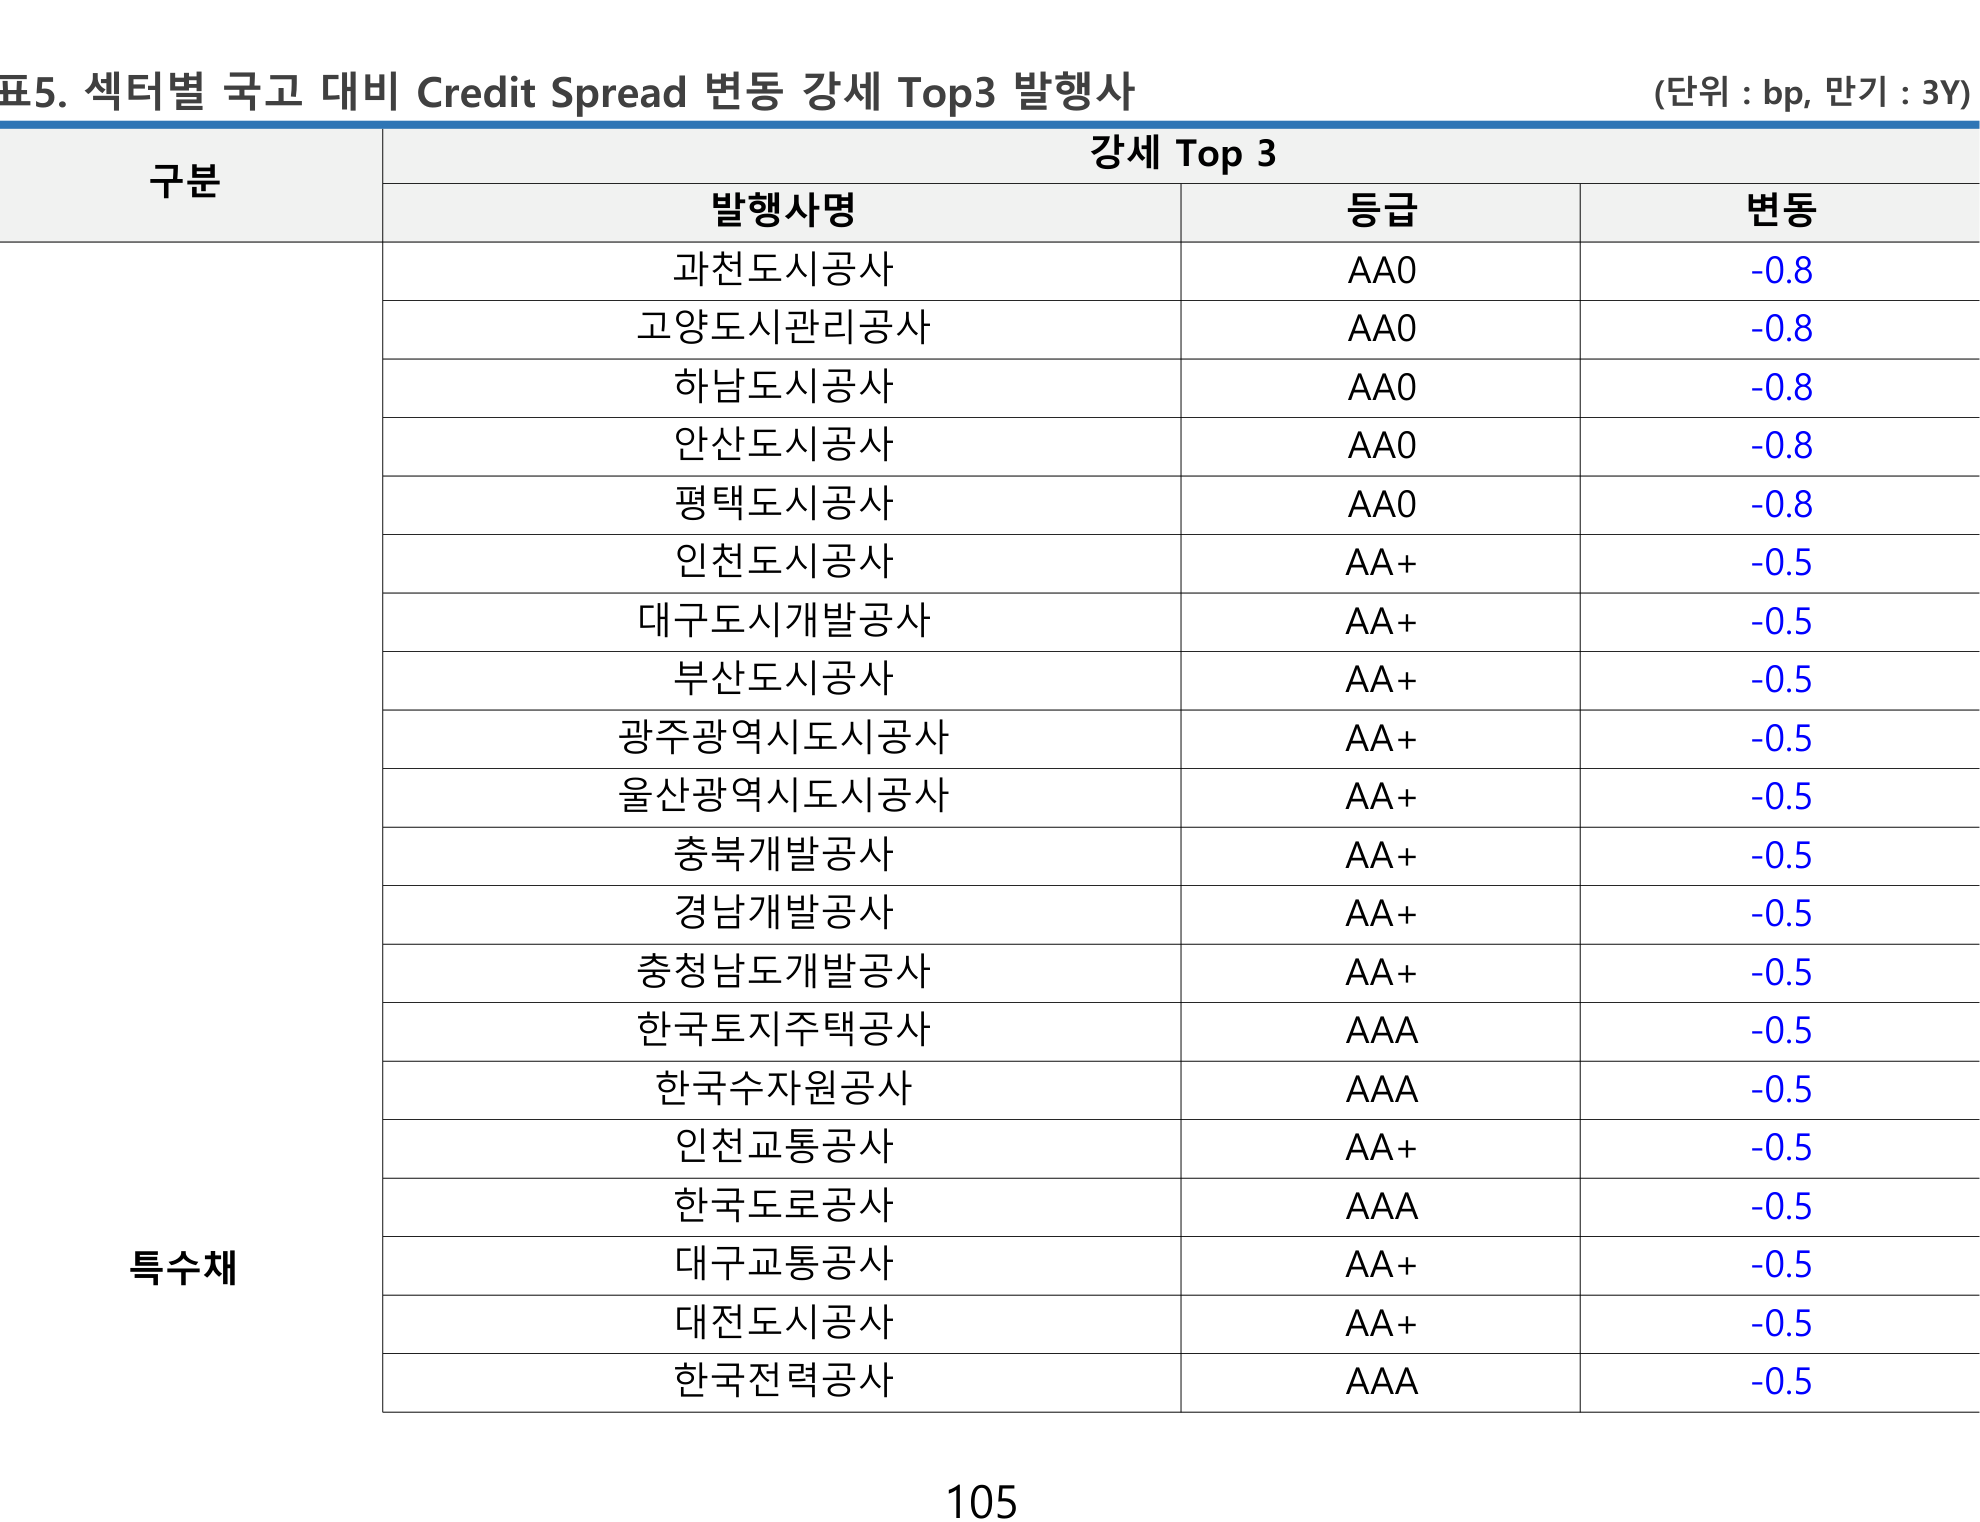 표5. 섹터별 국고 대비 Credit Spread 변동 강세 Top3 발행사 (단위 : bp, 만기 : 3Y)
구분 강세 Top 3
발행사명 등급 변동
과천도시공사 AA0 -0.8
고양도시관리공사 AA0 -0.8
하남도시공사 AA0 -0.8
안산도시공사 AA0 -0.8
평택도시공사 AA0 -0.8
인천도시공사 AA+ -0.5
대구도시개발공사 AA+ -0.5
부산도시공사 AA+ -0.5
광주광역시도시공사 AA+ -0.5
울산광역시도시공사 AA+ -0.5
충북개발공사 AA+ -0.5
경남개발공사 AA+ -0.5
충청남도개발공사 AA+ -0.5
한국토지주택공사 AAA -0.5
한국수자원공사 AAA -0.5
인천교통공사 AA+ -0.5
한국도로공사 AAA -0.5
특수채 대구교통공사 AA+ -0.5
대전도시공사 AA+ -0.5
한국전력공사 AAA -0.5
105